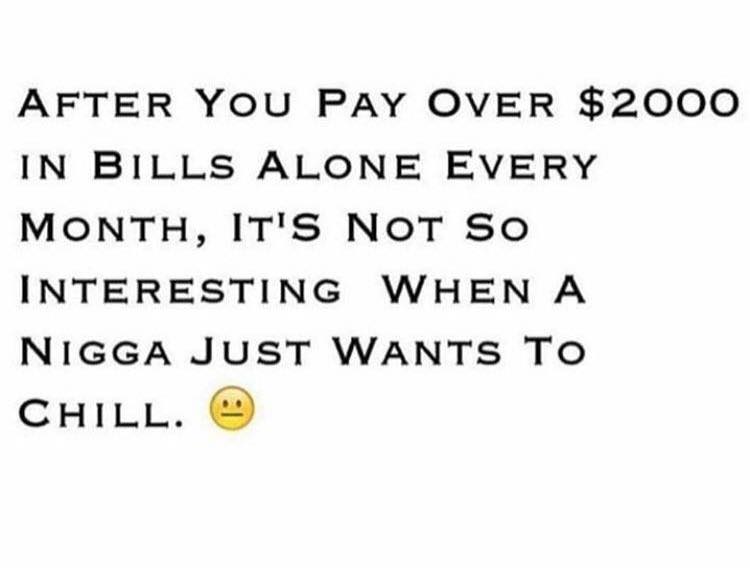 AFTER YOU PAY OVER $2000
IN BILLS ALONE EVERY
MONTH, IT'S NOT SO
INTERESTING WHEN A
NIGGA JUST WANTS TO
CHILL. 😐